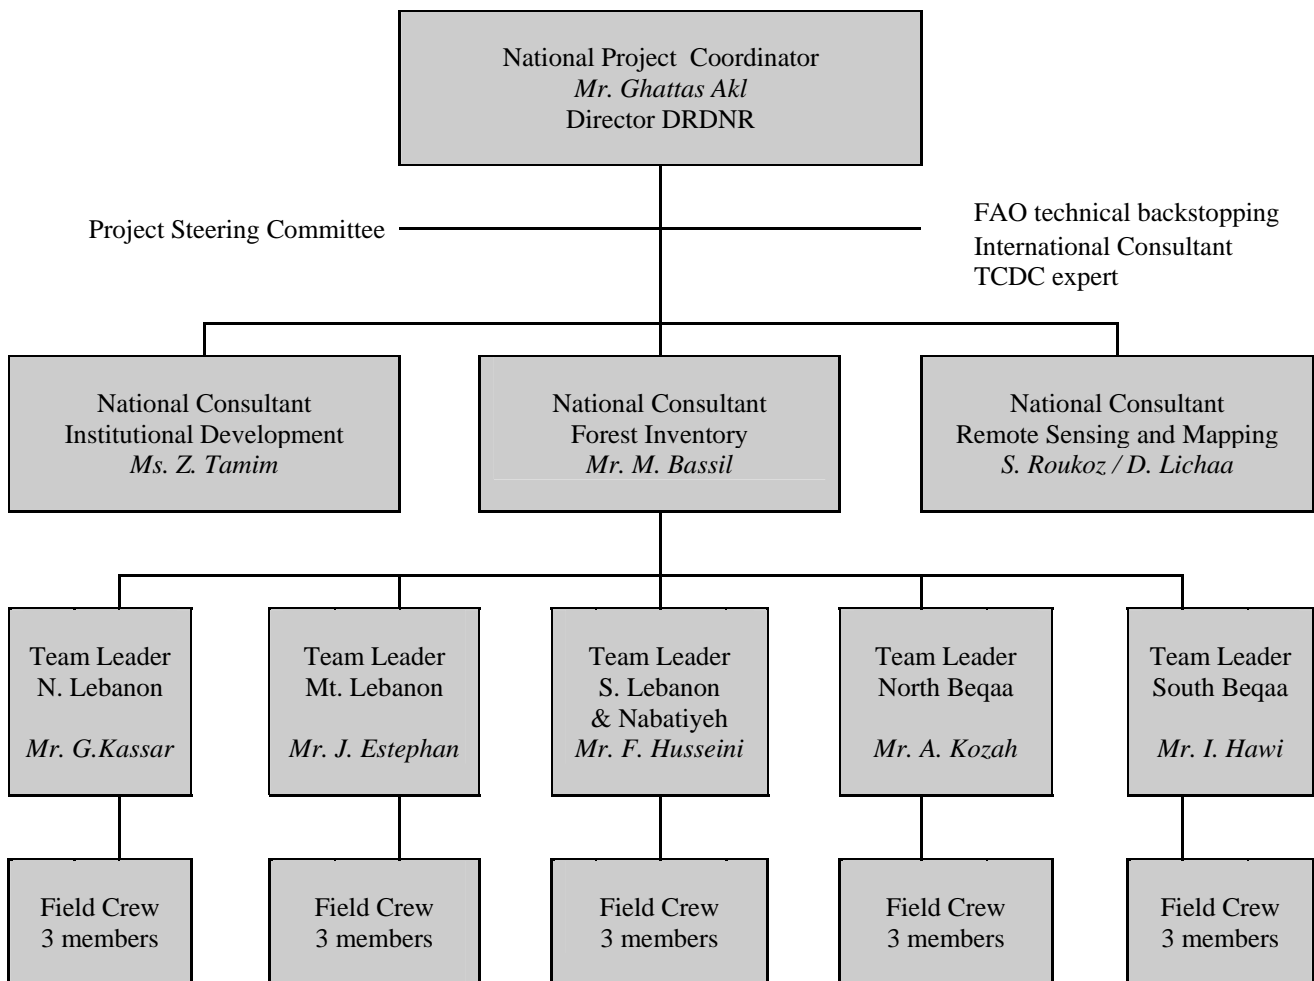 National Project Coordinator
Mr. Ghattas Akl
Director DRDNR
Project Steering Committee
FAO technical backstopping
International Consultant
TCDC expert
National Consultant
Institutional Development
Ms. Z. Tamim
National Consultant
Forest Inventory
Mr. M. Bassil
National Consultant
Remote Sensing and Mapping
S. Roukoz / D. Lichaa
Team Leader
N. Lebanon
Mr. G.Kassar
Team Leader
Mt. Lebanon
Mr. J. Estephan
Team Leader
S. Lebanon
& Nabatiyeh
Mr. F. Husseini
Team Leader
North Beqaa
Mr. A. Kozah
Team Leader
South Beqaa
Mr. I. Hawi
Field Crew
3 members
Field Crew
3 members
Field Crew
3 members
Field Crew
3 members
Field Crew
3 members